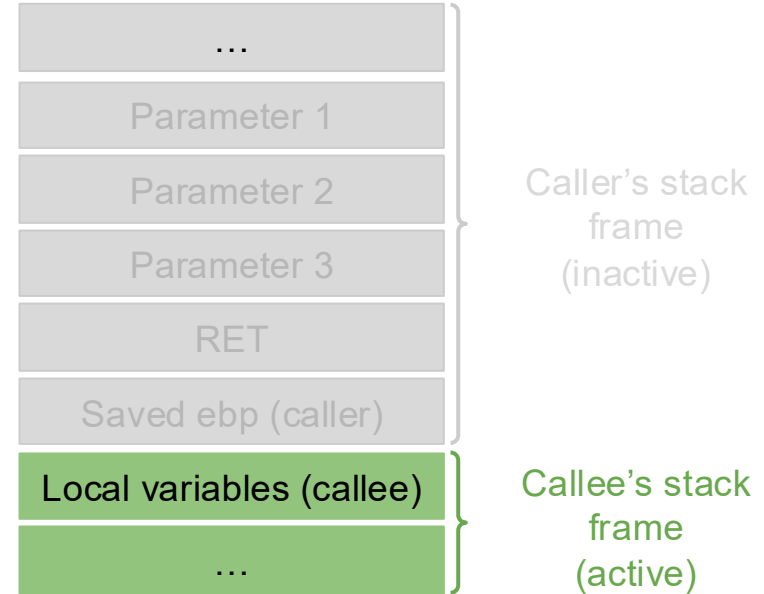 …
Parameter 1
Parameter 2
Parameter 3
RET
Saved ebp (caller)
Caller’s stack
frame
(inactive)
Local variables (callee)
…
Callee’s stack
frame
(active)